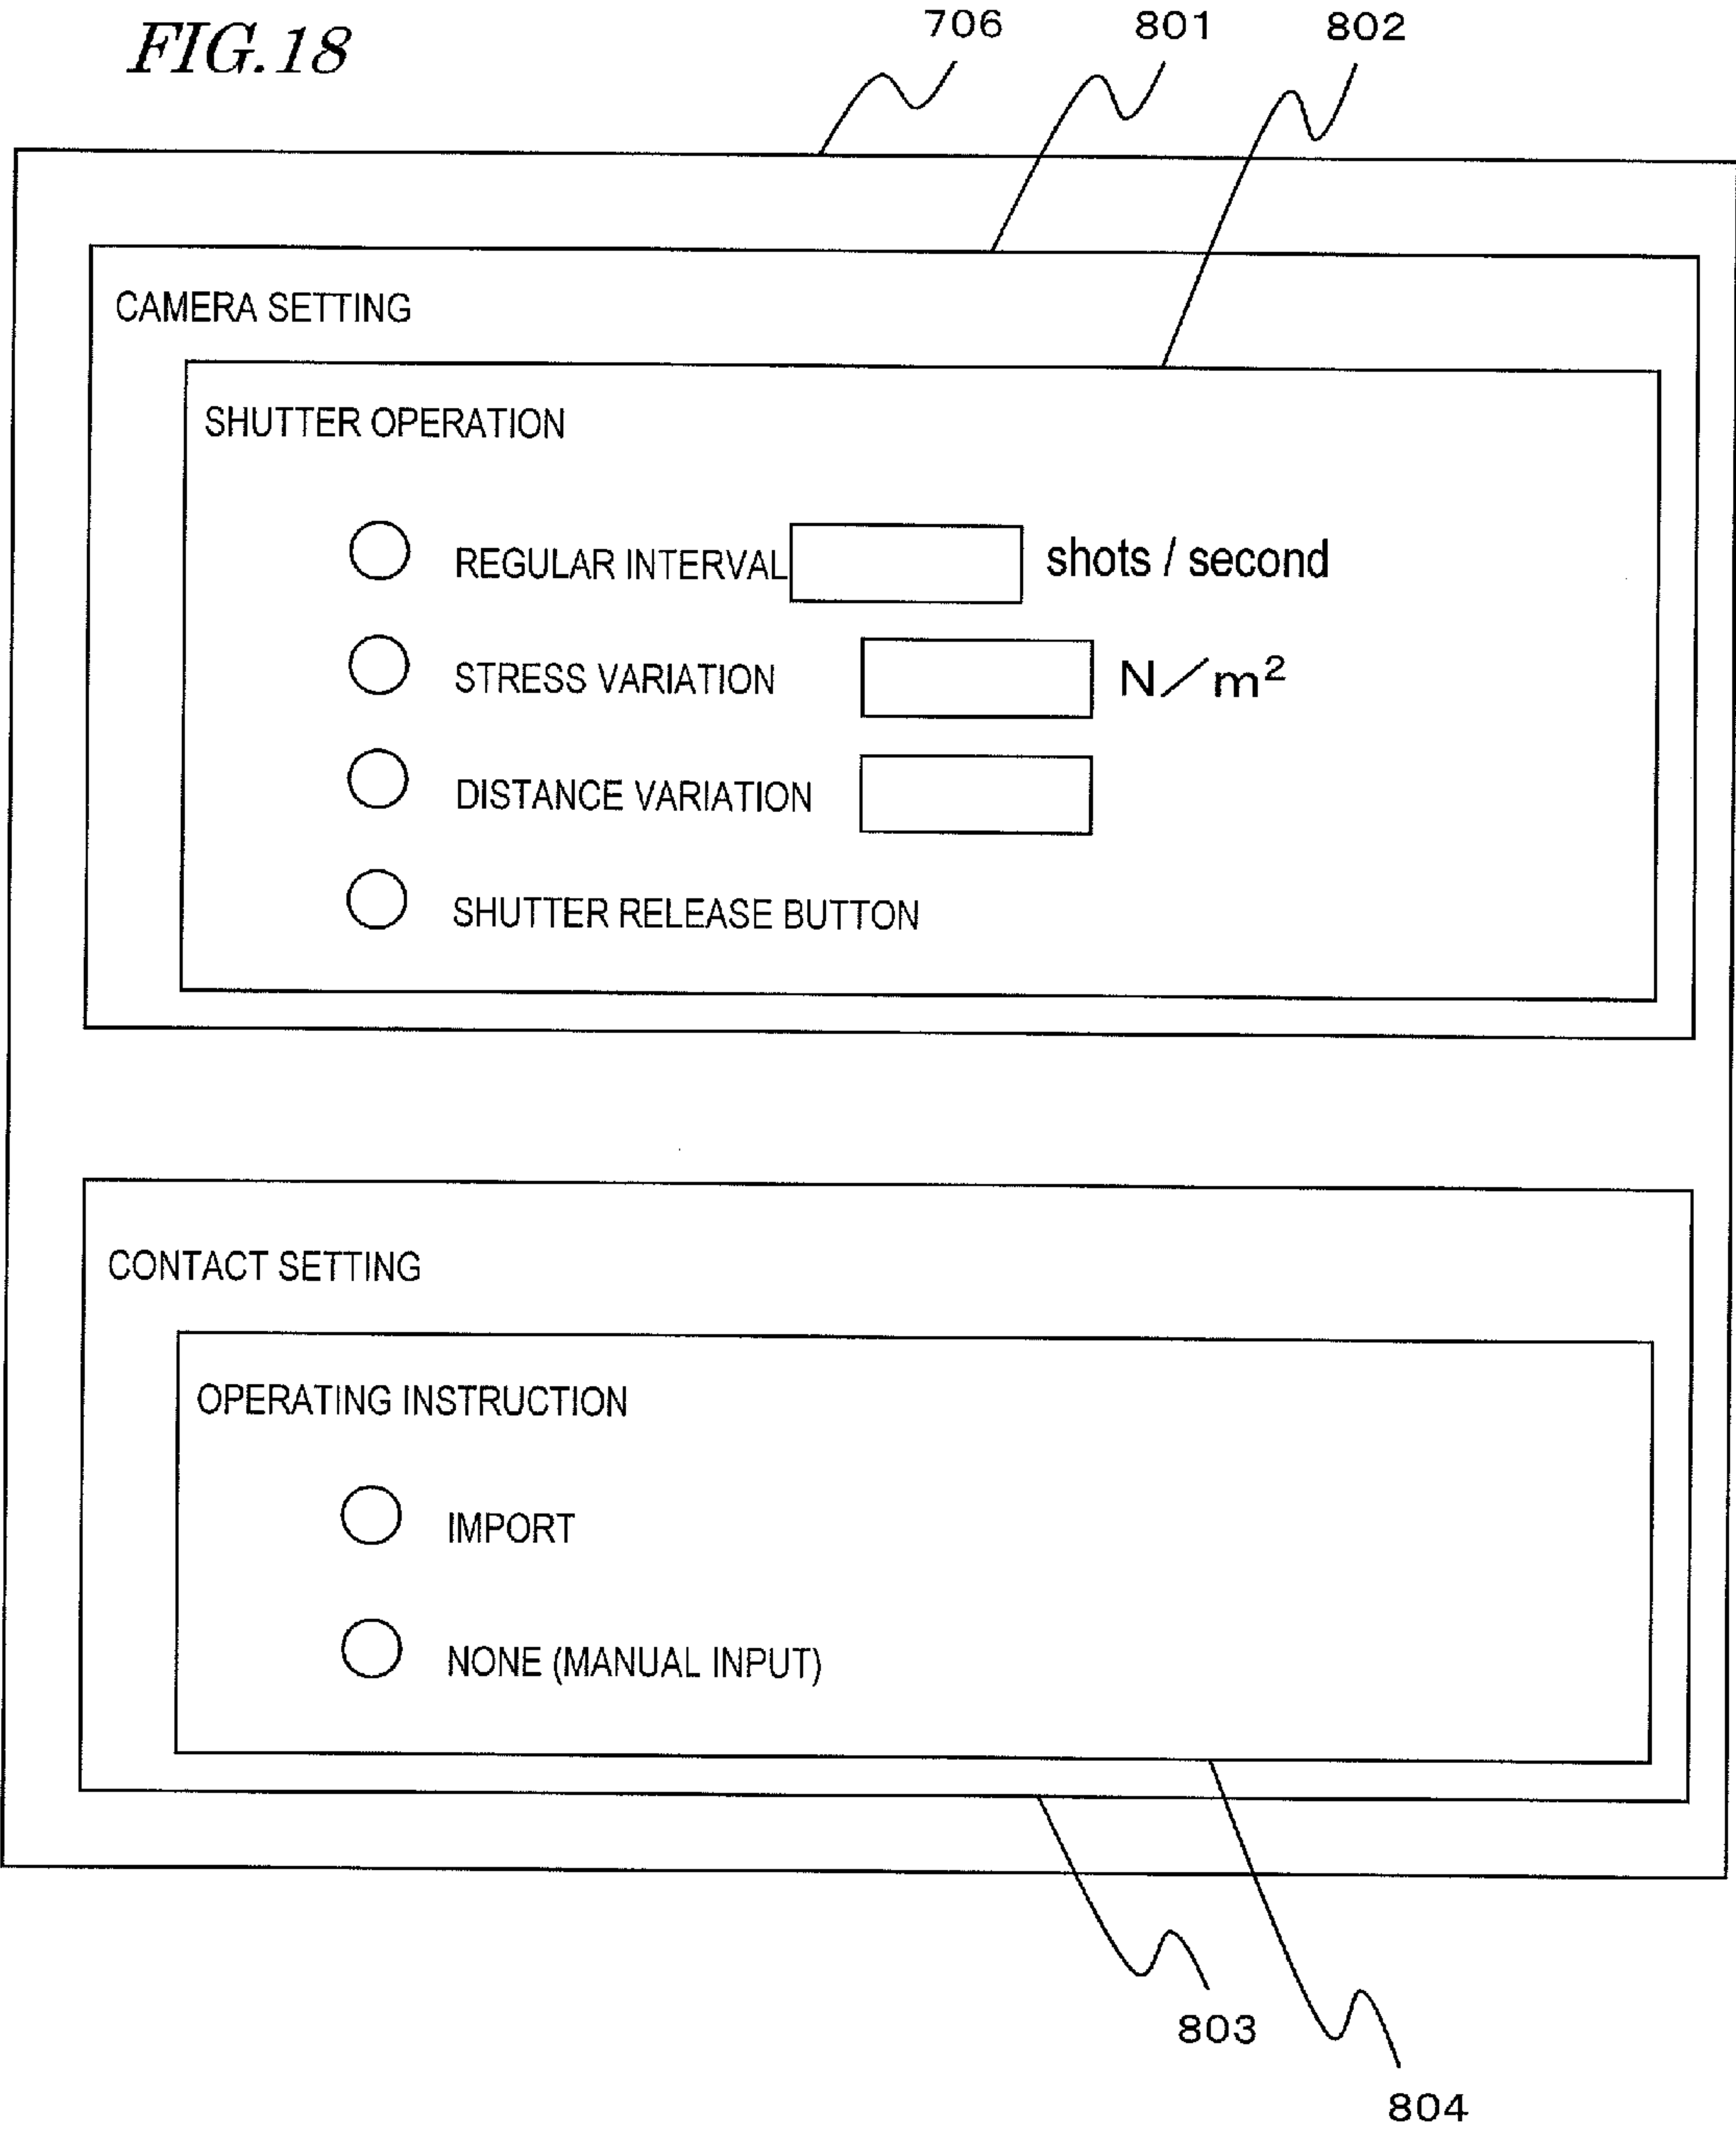 FIG.18
706 801 802
CAMERA SETTING
SHUTTER OPERATION
REGULAR INTERVAL shots / second
STRESS VARIATION N/m²
DISTANCE VARIATION
SHUTTER RELEASE BUTTON
CONTACT SETTING
OPERATING INSTRUCTION
IMPORT
NONE (MANUAL INPUT)
803
804